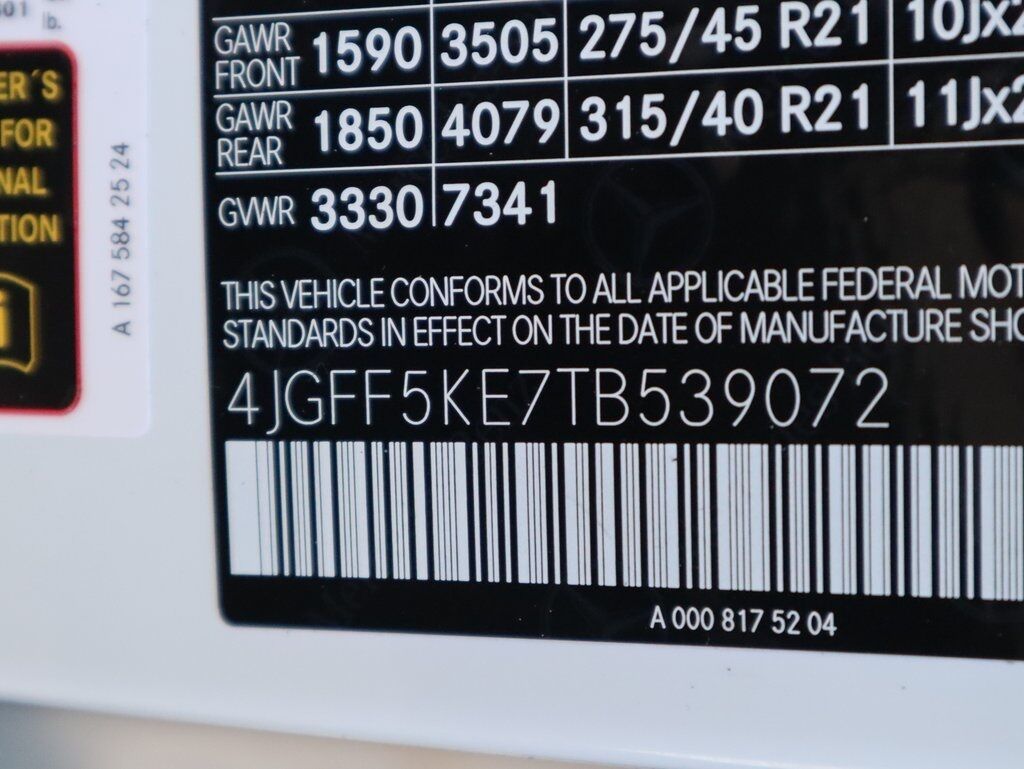 301
lb.
ER´S
FOR
NAL
TION
A 167 584 25 24
GAWR FRONT 1590 3505 275/45 R21 10Jx2
GAWR REAR 1850 4079 315/40 R21 11Jx2
GVWR 3330 7341
THIS VEHICLE CONFORMS TO ALL APPLICABLE FEDERAL MOT
STANDARDS IN EFFECT ON THE DATE OF MANUFACTURE SHO
4JGFF5KE7TB539072
A 000 817 52 04